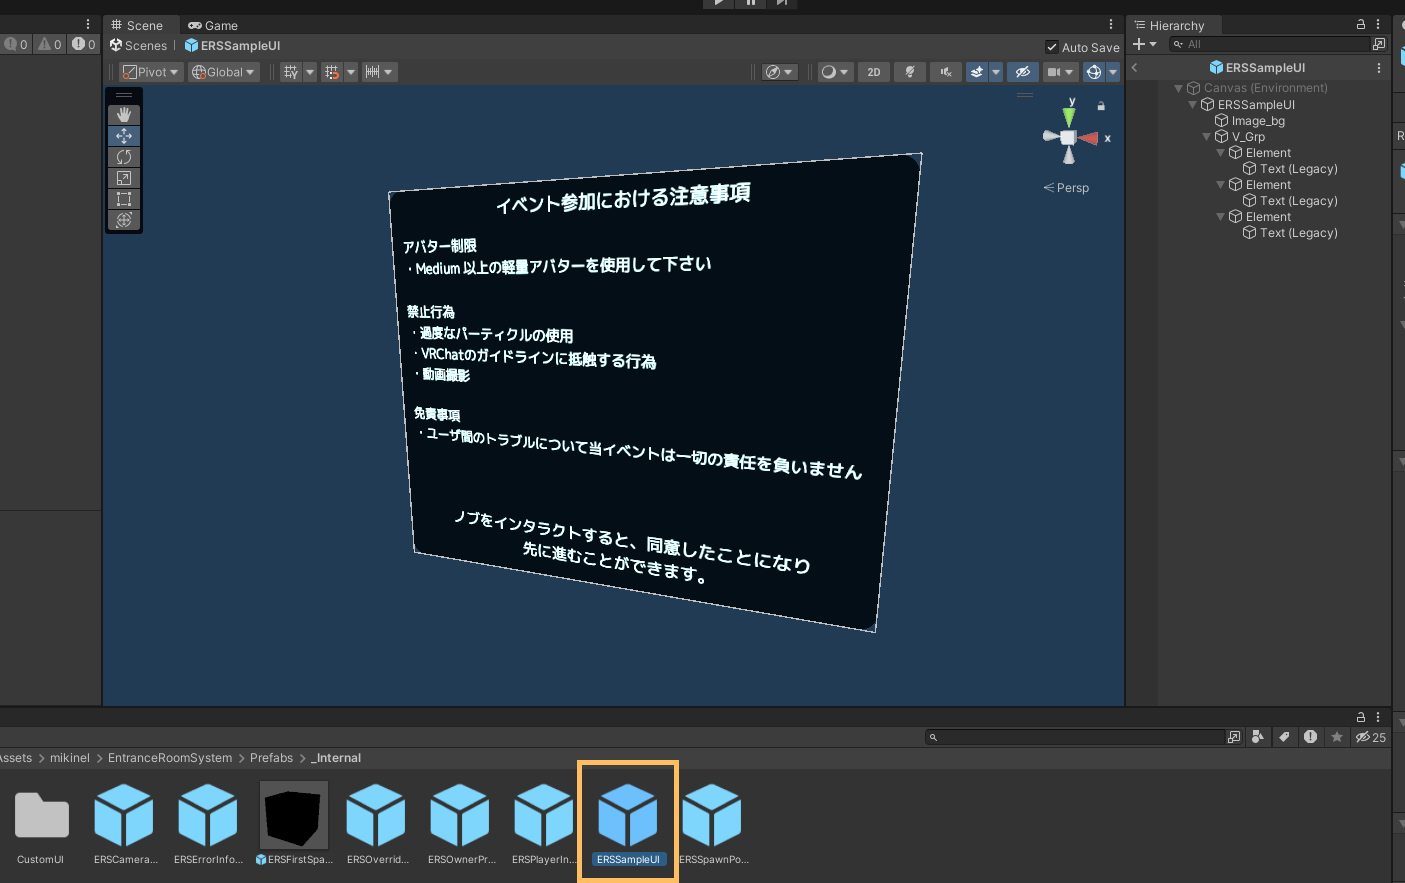 Scene
Game
Hierarchy
0
0
0
Scenes
ERSSampleUI
Auto Save
All
Pivot
Global
2D
ERSSampleUI
Canvas (Environment)
ERSSampleUI
Image_bg
V_Grp
Element
Text (Legacy)
Element
Text (Legacy)
Element
Text (Legacy)
y
x
Persp
イベント参加における注意事項
アバター制限
・Medium 以上の軽量アバターを使用して下さい
禁止行為
・過度なパーティクルの使用
・VRChatのガイドラインに抵触する行為
・動画撮影
免責事項
・ユーザ間のトラブルについて当イベントは一切の責任を負いません
ノブをインタラクトすると、同意したことになり
先に進むことができます。
25
Assets > mikinel > EntranceRoomSystem > Prefabs > _Internal
CustomUI
ERSCamera...
ERSErrorInfo...
ERSFirstSpa...
ERSOverrid...
ERSOwnerPr...
ERSPlayerIn...
ERSSampleUI
ERSSpawnPo...